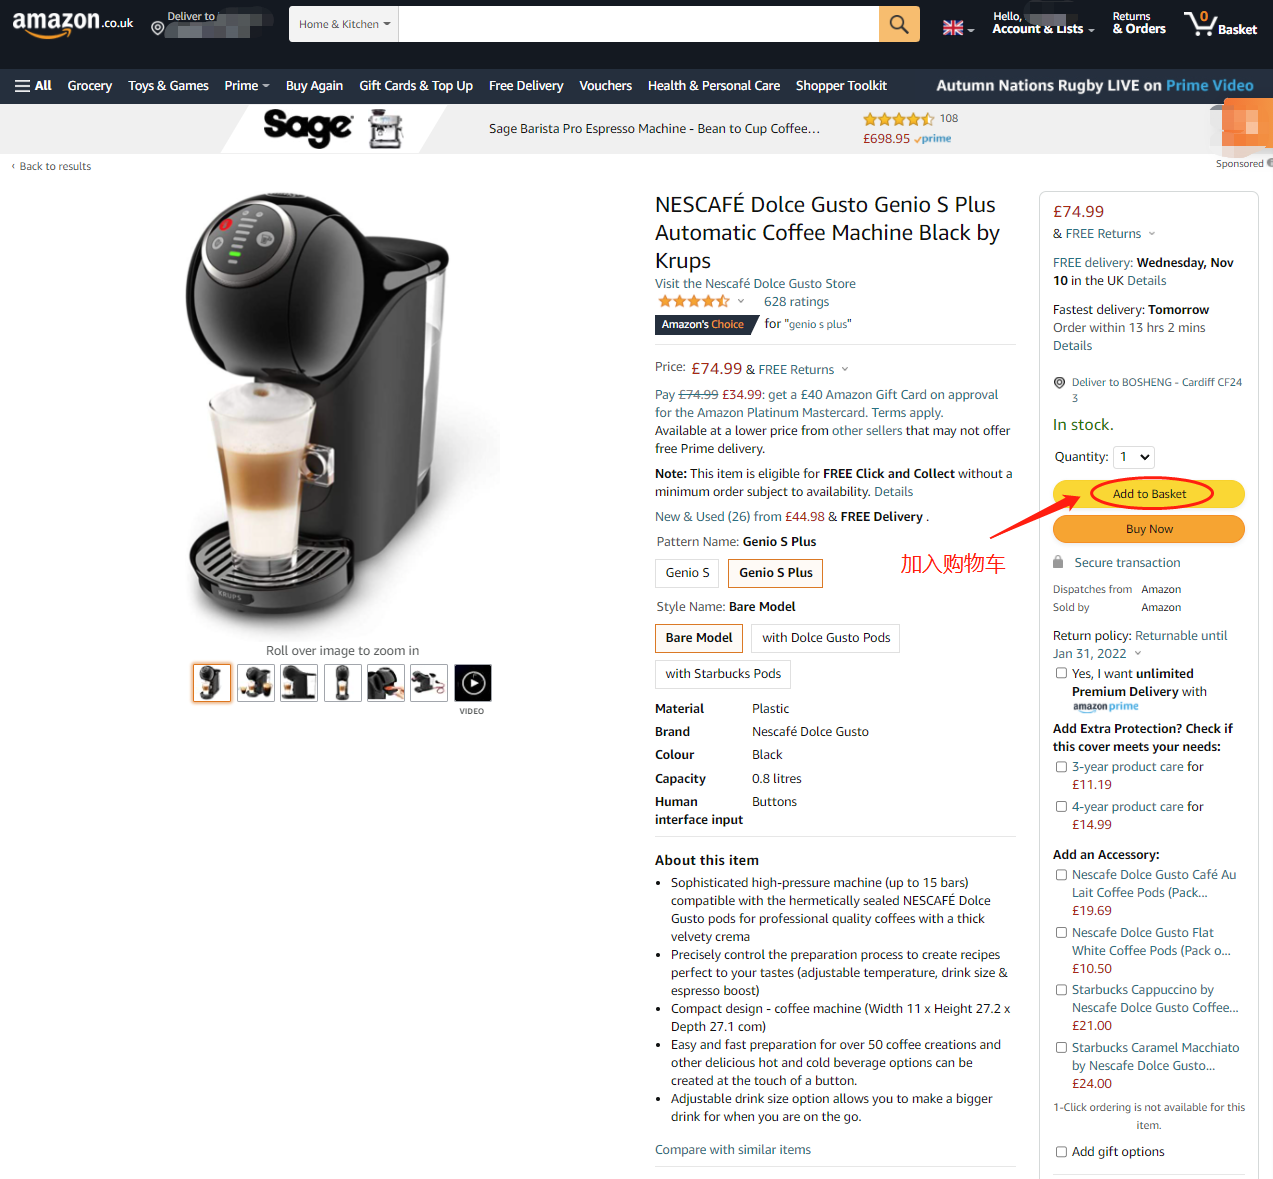 amazon.co.uk
Deliver to
Home & Kitchen
Hello,
Account & Lists
Returns
& Orders
0
Basket
All
Grocery
Toys & Games
Prime
Buy Again
Gift Cards & Top Up
Free Delivery
Vouchers
Health & Personal Care
Shopper Toolkit
Autumn Nations Rugby LIVE on Prime Video
Sage
Sage Barista Pro Espresso Machine - Bean to Cup Coffee…
108
£698.95 prime
Sponsored
‹ Back to results
KRUPS
Roll over image to zoom in
VIDEO
NESCAFÉ Dolce Gusto Genio S Plus
Automatic Coffee Machine Black by
Krups
Visit the Nescafé Dolce Gusto Store
628 ratings
Amazon's Choice for "genio s plus"
Price: £74.99 & FREE Returns
Pay £74.99 £34.99: get a £40 Amazon Gift Card on approval
for the Amazon Platinum Mastercard. Terms apply.
Available at a lower price from other sellers that may not offer
free Prime delivery.
Note: This item is eligible for FREE Click and Collect without a
minimum order subject to availability. Details
New & Used (26) from £44.98 & FREE Delivery .
Pattern Name: Genio S Plus
Genio S
Genio S Plus
Style Name: Bare Model
Bare Model
with Dolce Gusto Pods
with Starbucks Pods
Material Plastic
Brand Nescafé Dolce Gusto
Colour Black
Capacity 0.8 litres
Human Buttons
interface input
About this item
• Sophisticated high-pressure machine (up to 15 bars)
compatible with the hermetically sealed NESCAFÉ Dolce
Gusto pods for professional quality coffees with a thick
velvety crema
• Precisely control the preparation process to create recipes
perfect to your tastes (adjustable temperature, drink size &
espresso boost)
• Compact design - coffee machine (Width 11 x Height 27.2 x
Depth 27.1 com)
• Easy and fast preparation for over 50 coffee creations and
other delicious hot and cold beverage options can be
created at the touch of a button.
• Adjustable drink size option allows you to make a bigger
drink for when you are on the go.
Compare with similar items
£74.99
& FREE Returns
FREE delivery: Wednesday, Nov
10 in the UK Details
Fastest delivery: Tomorrow
Order within 13 hrs 2 mins
Details
Deliver to BOSHENG - Cardiff CF24
3
In stock.
Quantity: 1
Add to Basket
加入购物车
Buy Now
Secure transaction
Dispatches from Amazon
Sold by Amazon
Return policy: Returnable until
Jan 31, 2022
Yes, I want unlimited
Premium Delivery with
amazon prime
Add Extra Protection? Check if
this cover meets your needs:
3-year product care for
£11.19
4-year product care for
£14.99
Add an Accessory:
Nescafe Dolce Gusto Café Au
Lait Coffee Pods (Pack…
£19.69
Nescafe Dolce Gusto Flat
White Coffee Pods (Pack o…
£10.50
Starbucks Cappuccino by
Nescafe Dolce Gusto Coffee…
£21.00
Starbucks Caramel Macchiato
by Nescafe Dolce Gusto…
£24.00
1-Click ordering is not available for this
item.
Add gift options